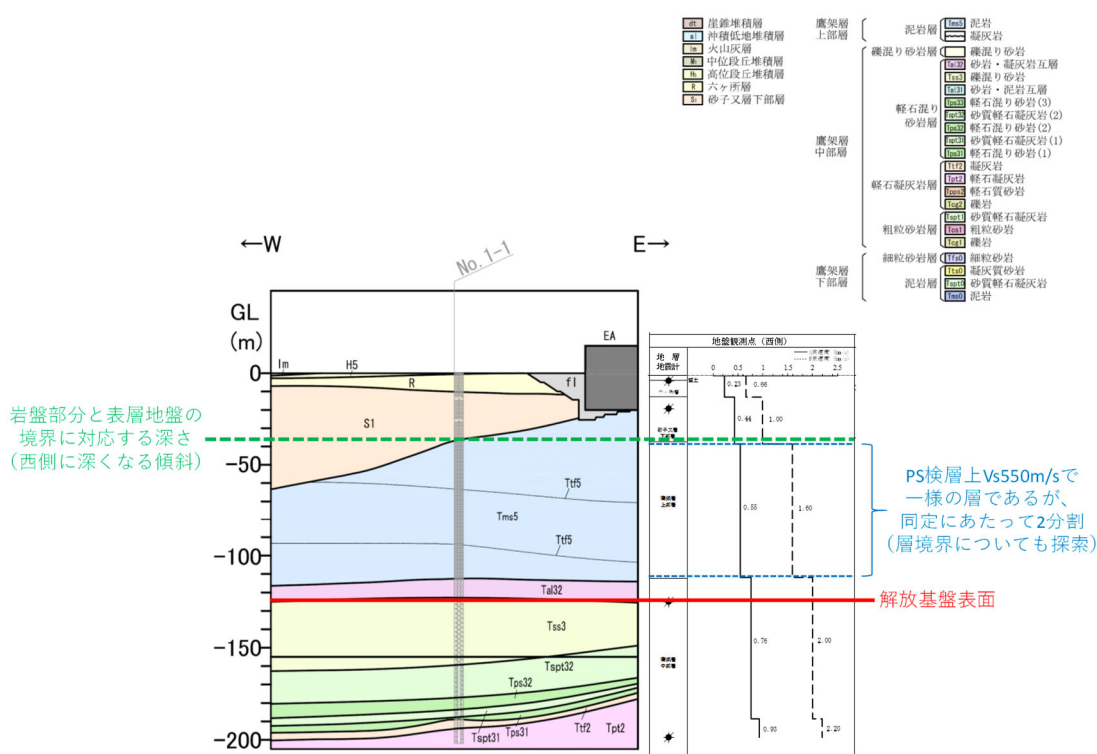 dt 崖錐堆積層
al 沖積低地堆積層
lm 火山灰層
中位段丘堆積層
高位段丘堆積層
R 六ヶ所層
S1 砂子又層下部層
鷹架層
上部層
泥岩層
Tms5 泥岩
凝灰岩
鷹架層
中部層
礫混り砂岩層
礫混り砂岩
軽石混り
砂岩層
Tal32 砂岩・凝灰岩互層
Tss3 礫混り砂岩
Tal31 砂岩・泥岩互層
Tps33 軽石混り砂岩(3)
Tspt32 砂質軽石凝灰岩(2)
Tps32 軽石混り砂岩(2)
Tspt31 砂質軽石凝灰岩(1)
Tps31 軽石混り砂岩(1)
軽石凝灰岩層
Ttf2 凝灰岩
Tpt2 軽石凝灰岩
Tpps2 軽石質砂岩
Tcg2 礫岩
粗粒砂岩層
Tspt1 砂質軽石凝灰岩
Tcs1 粗粒砂岩
Tcg1 礫岩
鷹架層
下部層
細粒砂岩層
Tfs0 細粒砂岩
泥岩層
Tts0 凝灰質砂岩
Tspt0 砂質軽石凝灰岩
Tms0 泥岩
←W
E→
No.1-1
GL
(m)
0
-50
-100
-150
-200
lm
H5
R
S1
fl
EA
Ttf5
Tms5
Ttf5
Tal32
Tss3
Tspt32
Tps32
Tspt31
Tps31
Ttf2
Tpt2
岩盤部分と表層地盤の
境界に対応する深さ
(西側に深くなる傾斜)
地盤観測点(西側)
地 層
地震計
0 0.5 1 1.5 2 2.5
0.23 0.66
0.44 1.00
砂子又層
下部層
鷹架層
上部層
0.55 1.60
0.76 2.00
鷹架層
中部層
0.93 2.20
PS検層上Vs550m/sで
一様の層であるが、
同定にあたって2分割
(層境界についても探索)
解放基盤表面